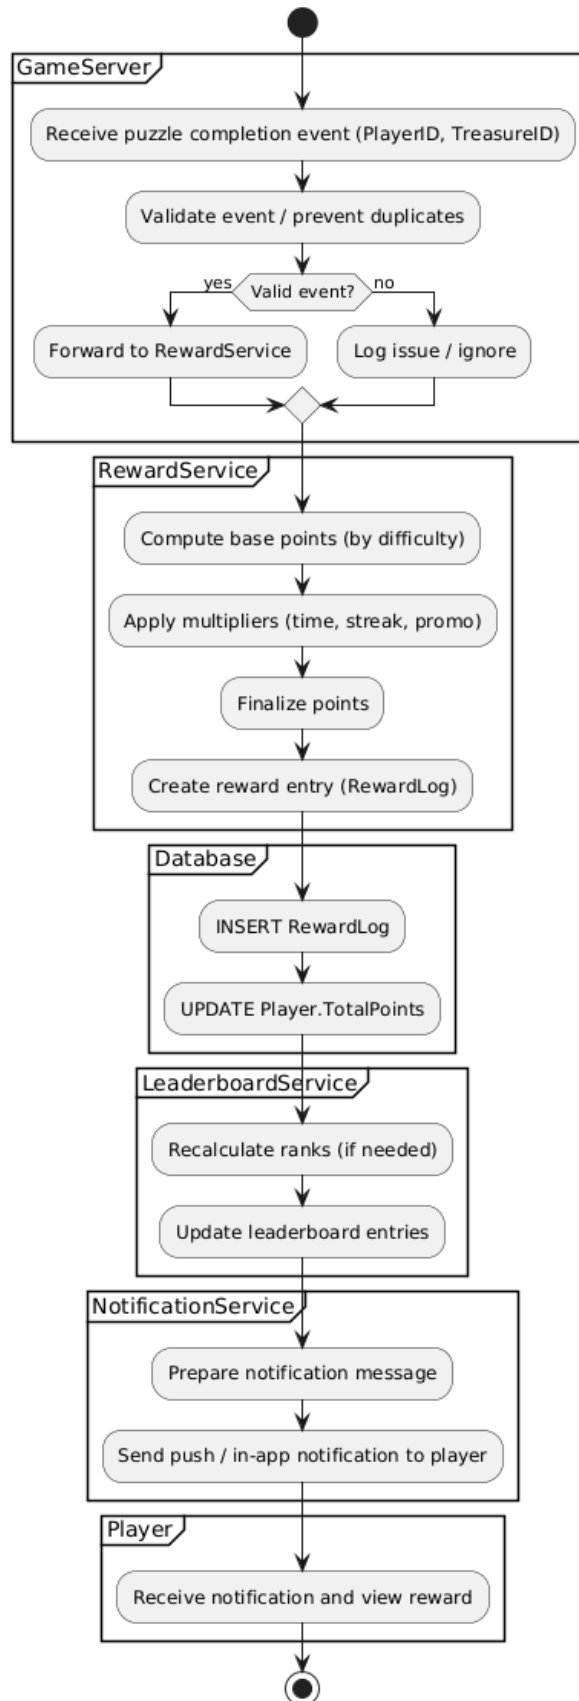 GameServer
Receive puzzle completion event (PlayerID, TreasureID)
Validate event / prevent duplicates
yes
Valid event?
no
Forward to RewardService
Log issue / ignore
RewardService
Compute base points (by difficulty)
Apply multipliers (time, streak, promo)
Finalize points
Create reward entry (RewardLog)
Database
INSERT RewardLog
UPDATE Player.TotalPoints
LeaderboardService
Recalculate ranks (if needed)
Update leaderboard entries
NotificationService
Prepare notification message
Send push / in-app notification to player
Player
Receive notification and view reward